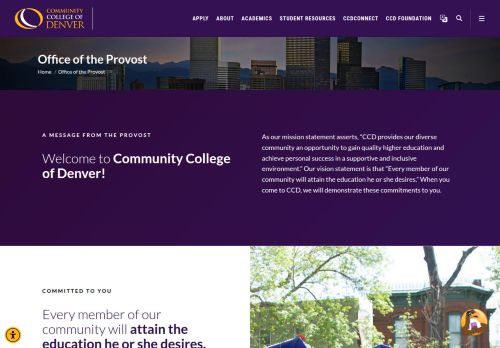 COMMUNITY
COLLEGE OF
DENVER
APPLY ABOUT ACADEMICS STUDENT RESOURCES CCDCONNECT CCD FOUNDATION
Office of the Provost
Home / Office of the Provost
A MESSAGE FROM THE PROVOST
Welcome to Community College
of Denver!
As our mission statement asserts, "CCD provides our diverse
community an opportunity to gain quality higher education and
achieve personal success in a supportive and inclusive
environment." Our vision statement is that "Every member of our
community will attain the education he or she desires." When you
come to CCD, we will demonstrate these commitments to you.
COMMITTED TO YOU
Every member of our
community will attain the
education he or she desires.